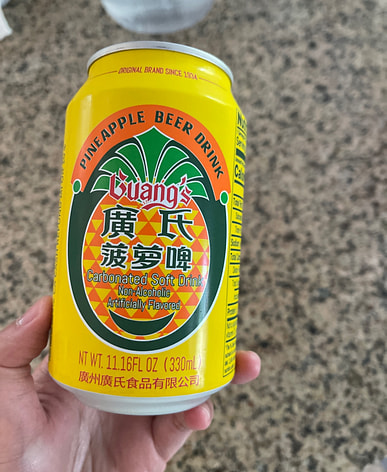 ORIGINAL BRAND SINCE 1934
PINEAPPLE BEER DRINK
Guang's
廣氏
菠萝啤
Carbonated Soft Drink
Non-Alcoholic
Artificially Flavored
NT WT. 11.16FL OZ (330mL)
廣州廣氏食品有限公司